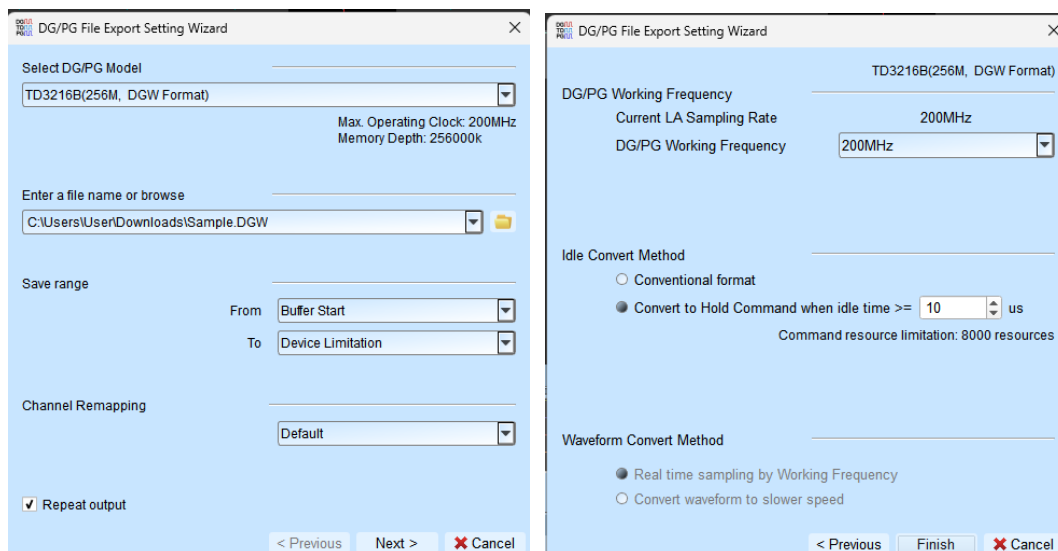 DG/PG File Export Setting Wizard
Select DG/PG Model
TD3216B(256M, DGW Format)
Max. Operating Clock: 200MHz
Memory Depth: 256000k
Enter a file name or browse
C:\Users\User\Downloads\Sample.DGW
Save range
From Buffer Start
To Device Limitation
Channel Remapping
Default
Repeat output
< Previous Next > Cancel
DG/PG File Export Setting Wizard
TD3216B(256M, DGW Format)
DG/PG Working Frequency
Current LA Sampling Rate 200MHz
DG/PG Working Frequency 200MHz
Idle Convert Method
Conventional format
Convert to Hold Command when idle time >= 10 us
Command resource limitation: 8000 resources
Waveform Convert Method
Real time sampling by Working Frequency
Convert waveform to slower speed
< Previous Finish Cancel